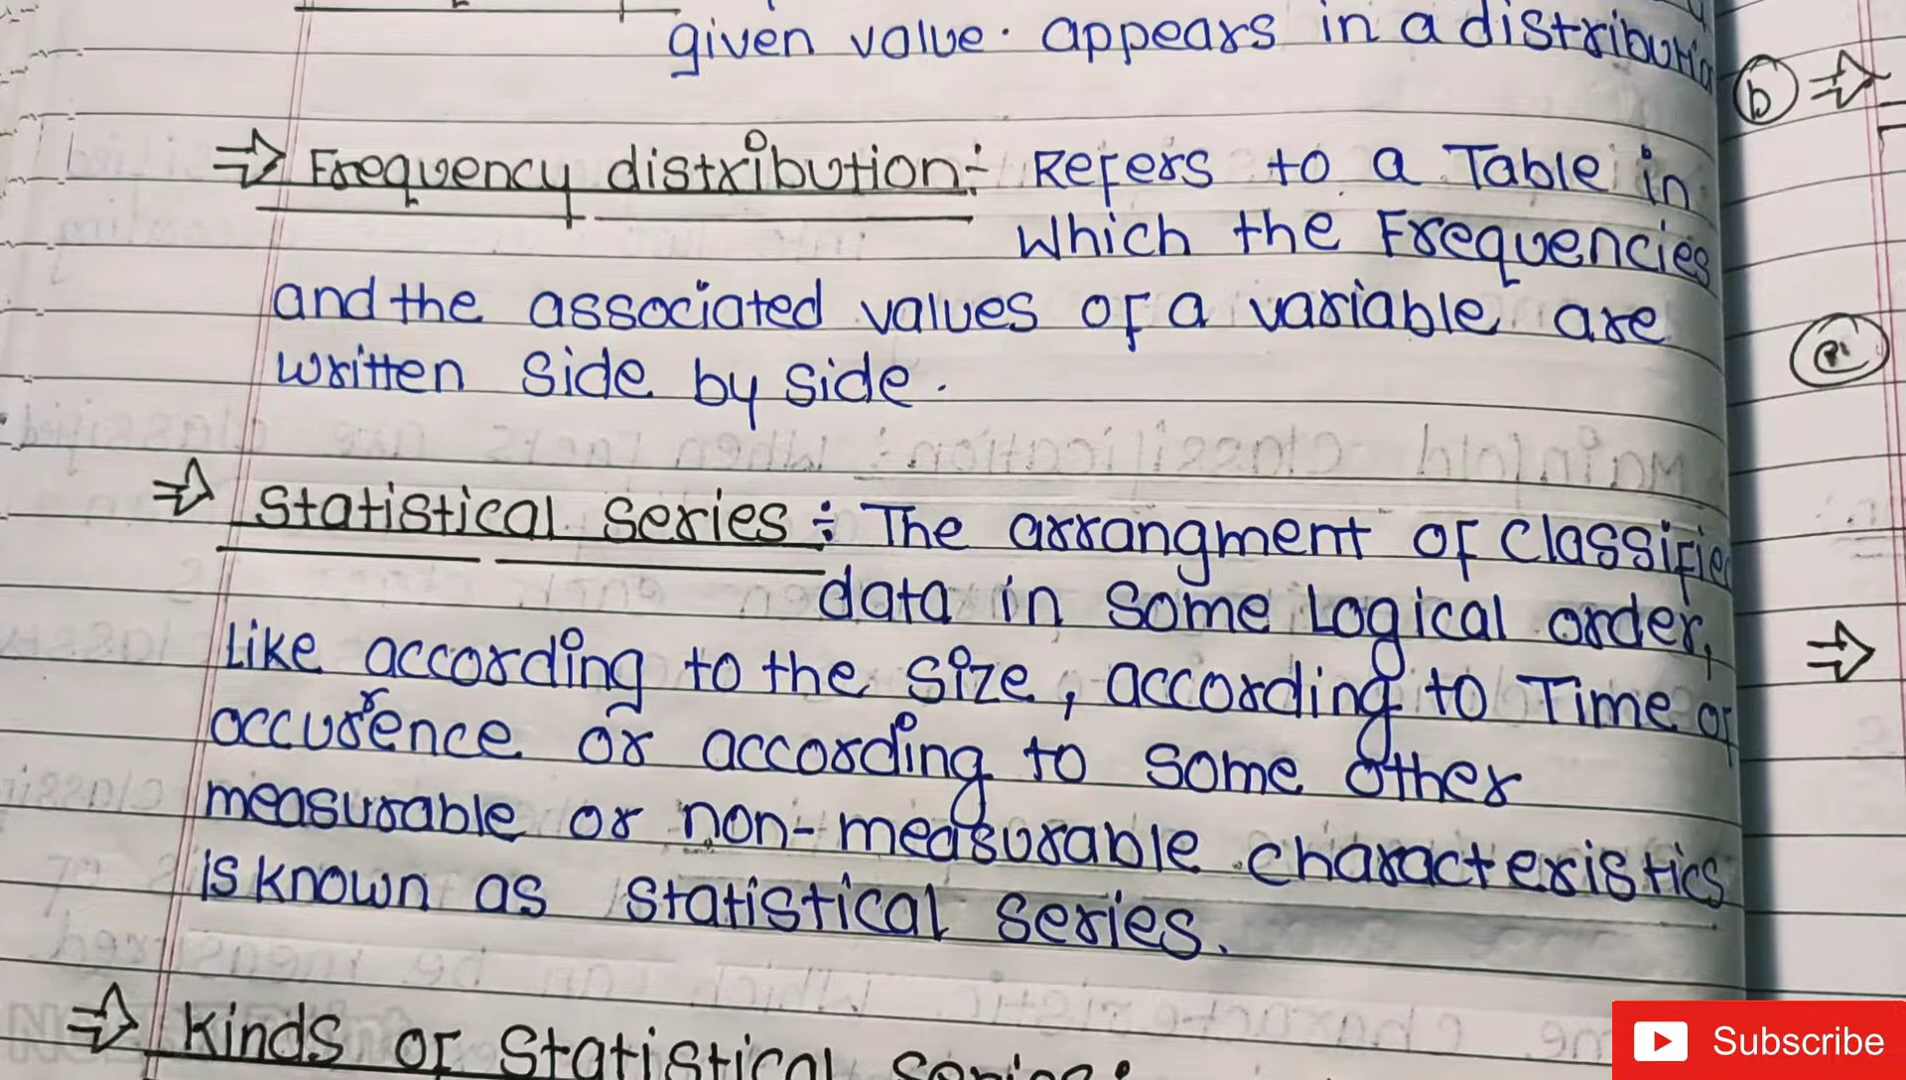 given value. appears in a distributio
b ⇒
⇒ Frequency distribution:- Refers to a Table in
which the Frequencies
and the associated values of a variable are
written side by side.
⇒ Statistical series : The arrangment of classified
data in some logical order,
like according to the size, according to Time of
occurrence or according to some other
measurable or non-measurable characteristics
is known as statistical series.
⇒ Kinds of Statistical series:
Subscribe